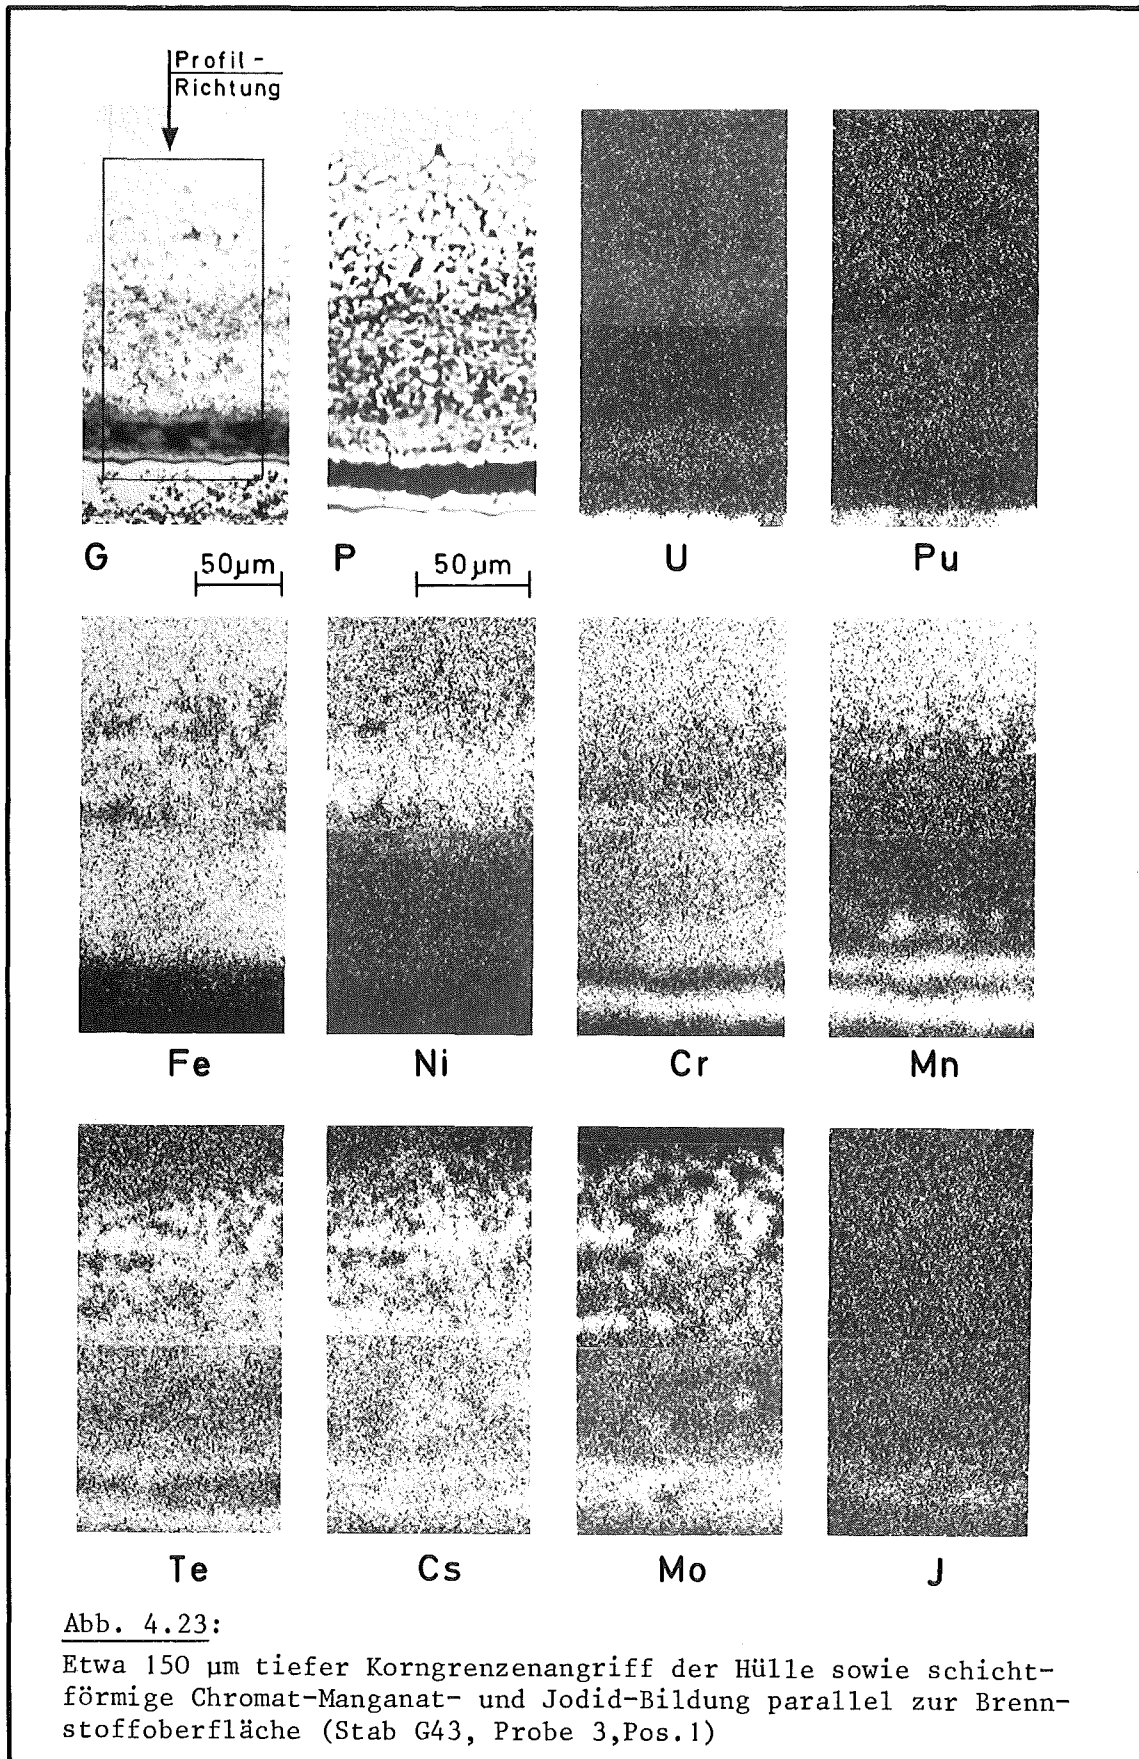 Profil-
Richtung
G
50µm
P
50µm
U
Pu
Fe
Ni
Cr
Mn
Te
Cs
Mo
J
Abb. 4.23:
Etwa 150 µm tiefer Korngrenzenangriff der Hülle sowie schicht-
förmige Chromat-Manganat- und Jodid-Bildung parallel zur Brenn-
stoffoberfläche (Stab G43, Probe 3,Pos.1)